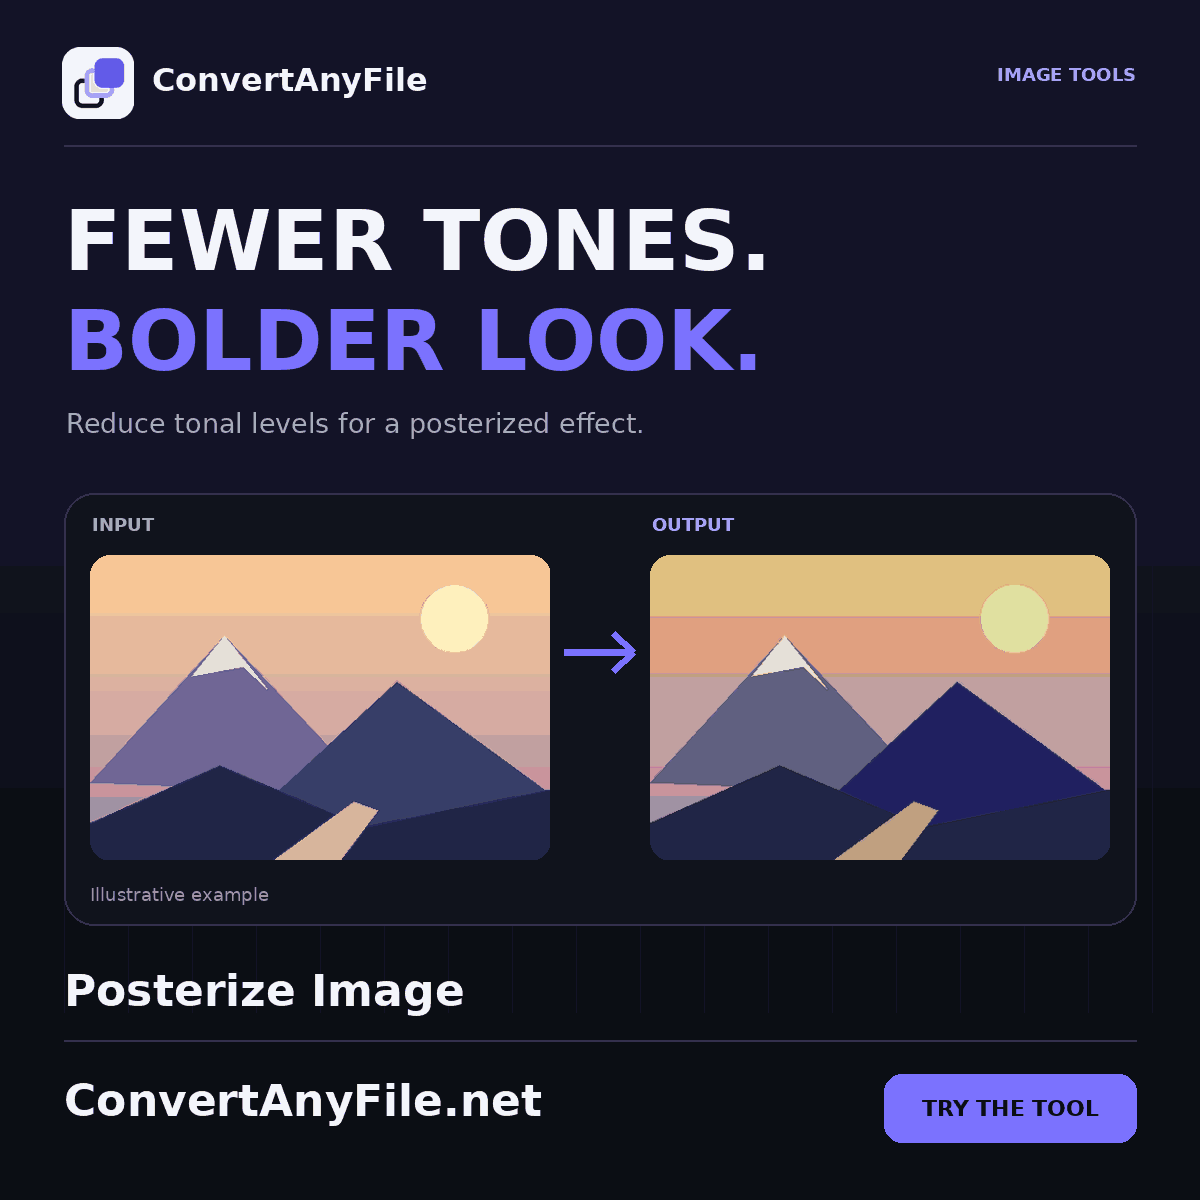 ConvertAnyFile
IMAGE TOOLS
FEWER TONES.
BOLDER LOOK.
Reduce tonal levels for a posterized effect.
INPUT
OUTPUT
Illustrative example
Posterize Image
ConvertAnyFile.net
TRY THE TOOL